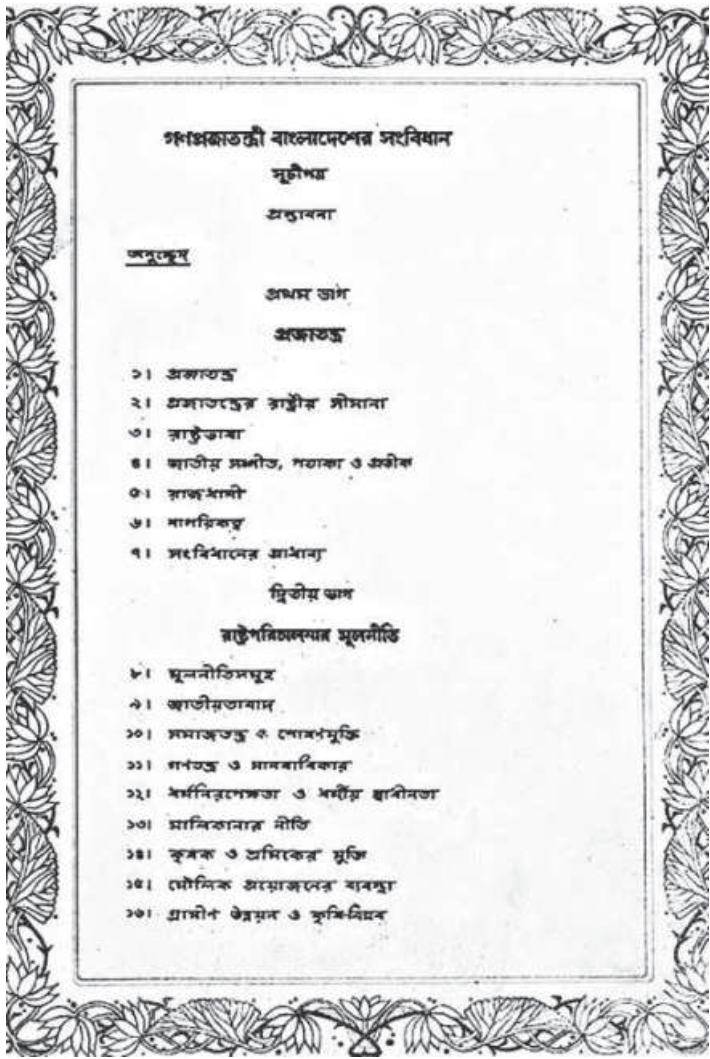 গণপ্রজাতন্ত্রী বাংলাদেশের সংবিধান
সূচীপত্র
প্রস্তাবনা
অনুচ্ছেদ
প্রথম ভাগ
প্রজাতন্ত্র
১। প্রজাতন্ত্র
২। প্রজাতন্ত্রের রাষ্ট্রীয় সীমানা
৩। রাষ্ট্রভাষা
৪। জাতীয় সঙ্গীত, পতাকা ও প্রতীক
৫। রাজধানী
৬। নাগরিকত্ব
৭। সংবিধানের প্রাধান্য
দ্বিতীয় ভাগ
রাষ্ট্রপরিচালনার মূলনীতি
৮। মূলনীতিসমূহ
৯। জাতীয়তাবাদ
১০। সমাজতন্ত্র ও শোষণমুক্তি
১১। গণতন্ত্র ও মানবাধিকার
১২। ধর্মনিরপেক্ষতা ও ধর্মীয় স্বাধীনতা
১৩। মালিকানার নীতি
১৪। কৃষক ও শ্রমিকের মুক্তি
১৫। মৌলিক প্রয়োজনের ব্যবস্থা
১৬। গ্রামীণ উন্নয়ন ও কৃষি-বিপ্লব